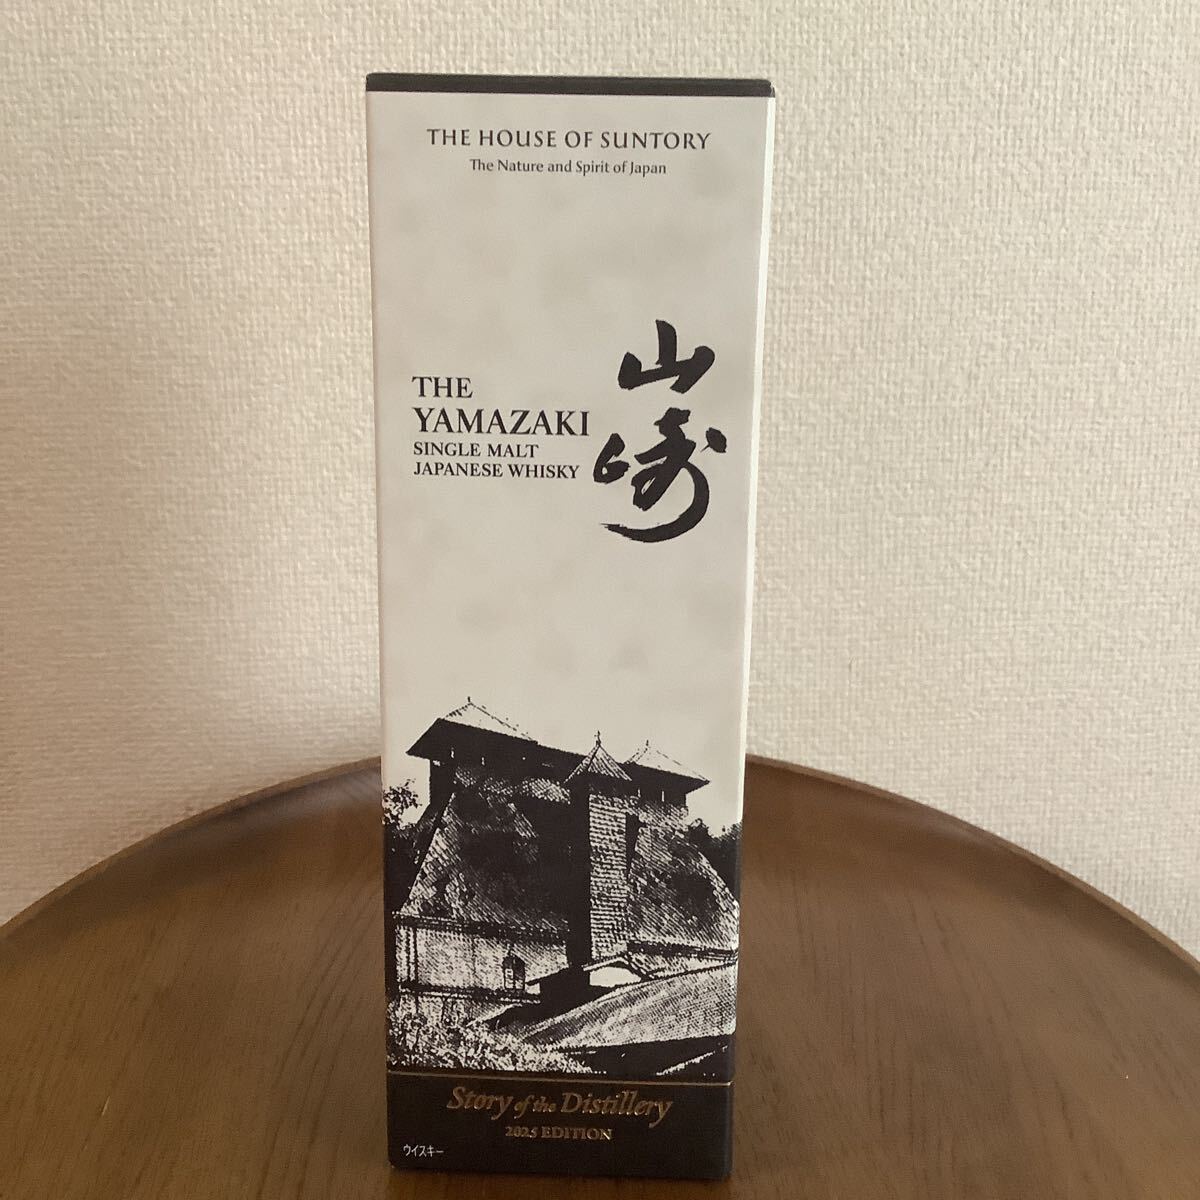 THE HOUSE OF SUNTORY
The Nature and Spirit of Japan
THE
YAMAZAKI
SINGLE MALT
JAPANESE WHISKY
山崎
Story of the Distillery
2025 EDITION
ウイスキー